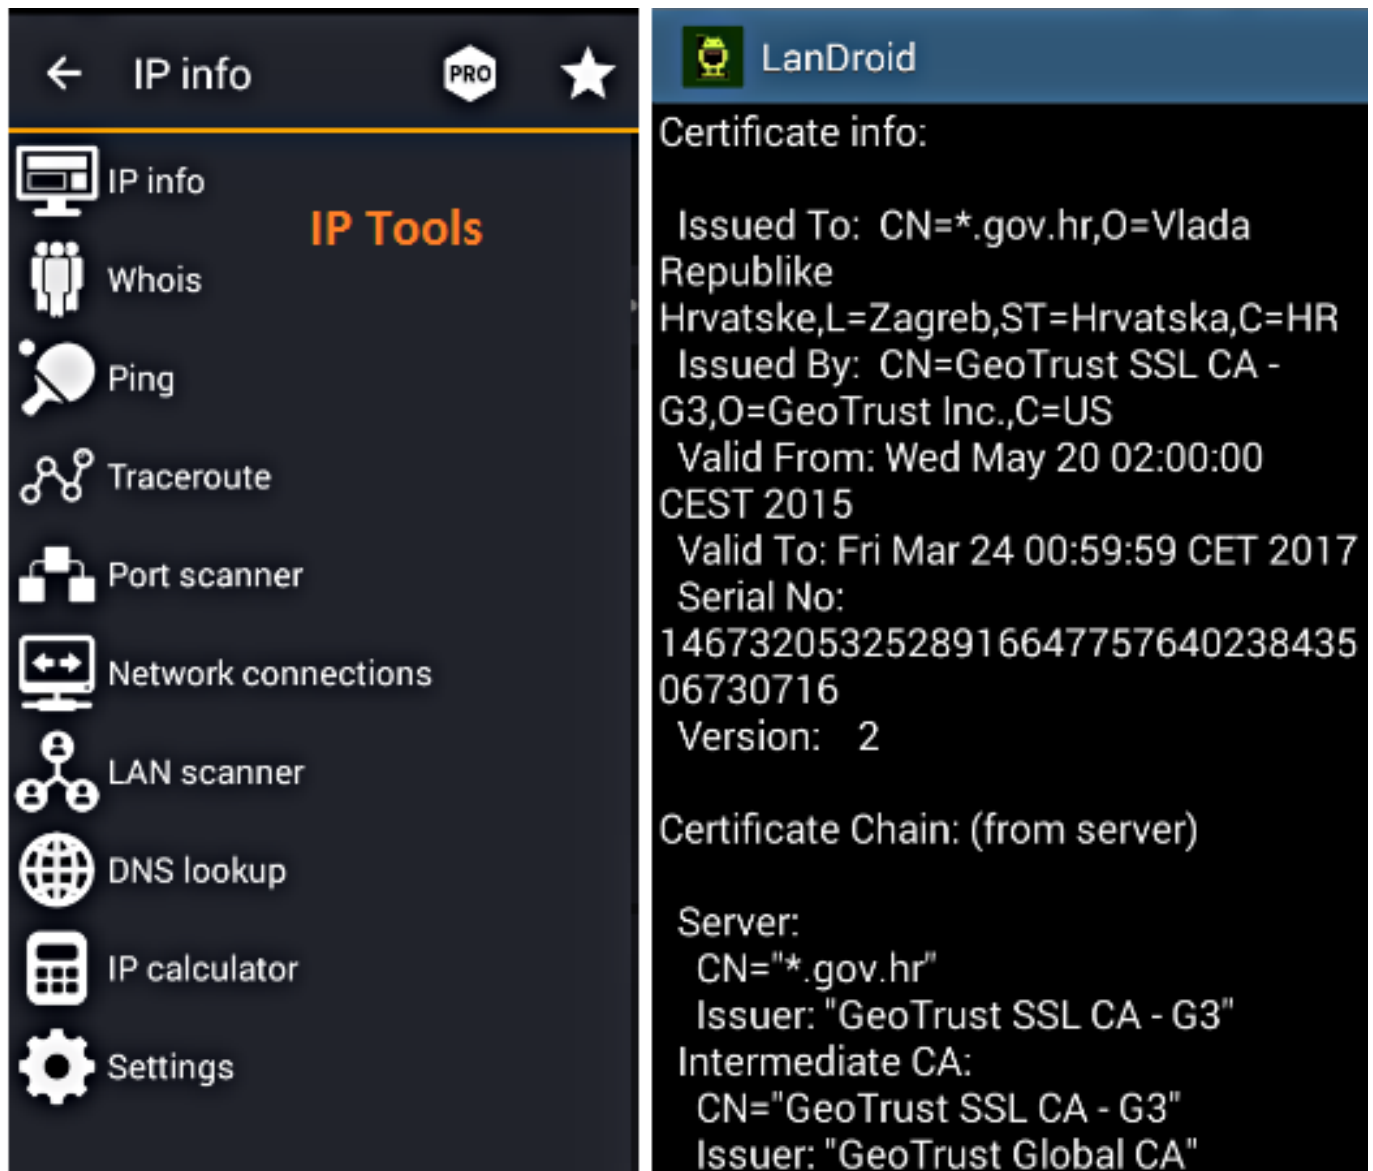 IP info
PRO
IP info
IP Tools
Whois
Ping
Traceroute
Port scanner
Network connections
LAN scanner
DNS lookup
IP calculator
Settings
LanDroid
Certificate info:
Issued To:  CN=*.gov.hr,O=Vlada
Republike
Hrvatske,L=Zagreb,ST=Hrvatska,C=HR
Issued By:  CN=GeoTrust SSL CA -
G3,O=GeoTrust Inc.,C=US
Valid From: Wed May 20 02:00:00
CEST 2015
Valid To: Fri Mar 24 00:59:59 CET 2017
Serial No:
146732053252891664775764023843​5
06730716
Version:   2
Certificate Chain: (from server)
Server:
CN="*.gov.hr"
Issuer: "GeoTrust SSL CA - G3"
Intermediate CA:
CN="GeoTrust SSL CA - G3"
Issuer: "GeoTrust Global CA"